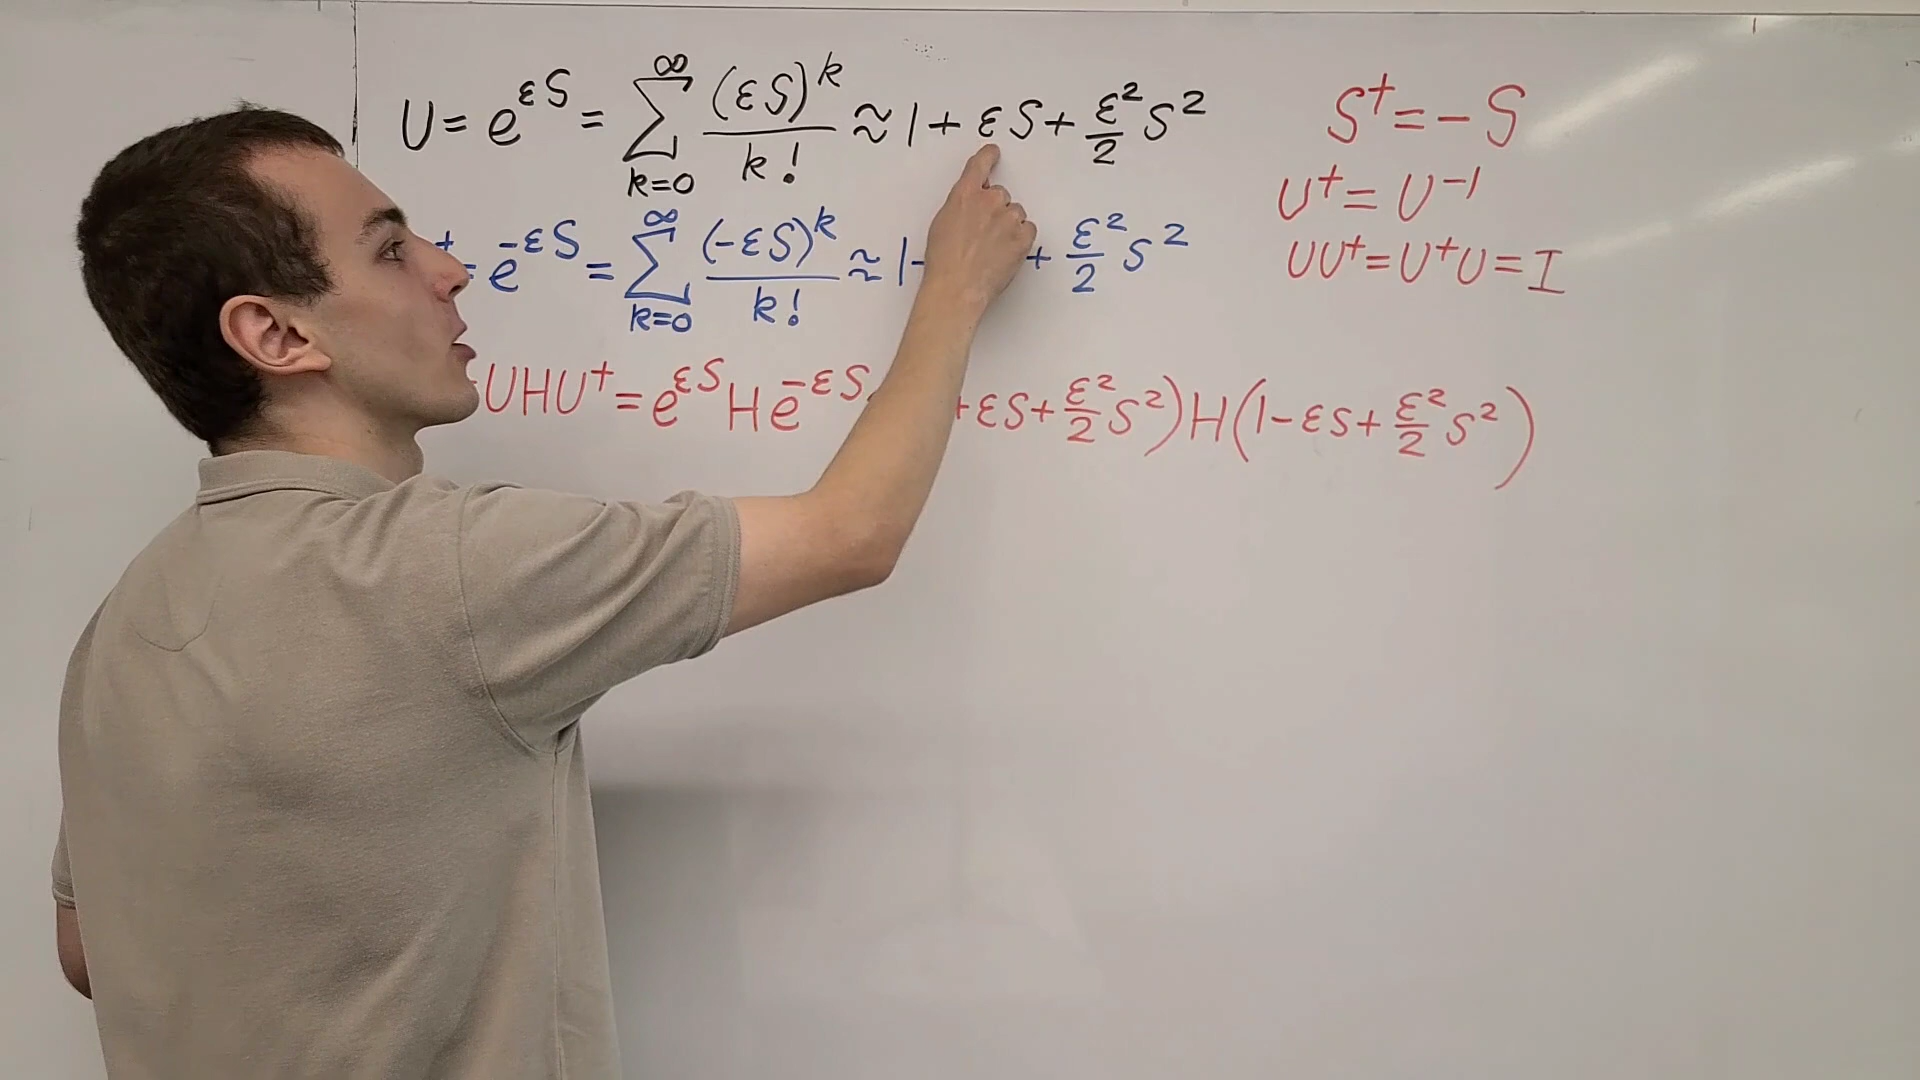 U = e^{εS} = ∑_{k=0}^{∞} (εS)^k / k! ≈ 1 + εS + ε²/2 S²
S† = -S
U† = U⁻¹
† = e^{-εS} = ∑_{k=0}^{∞} (-εS)^k / k! ≈ 1 - + ε²/2 S²
UU† = U†U = I
= UHU† = e^{εS} H e^{-εS} + εS + ε²/2 S²) H (1 - εS + ε²/2 S²)